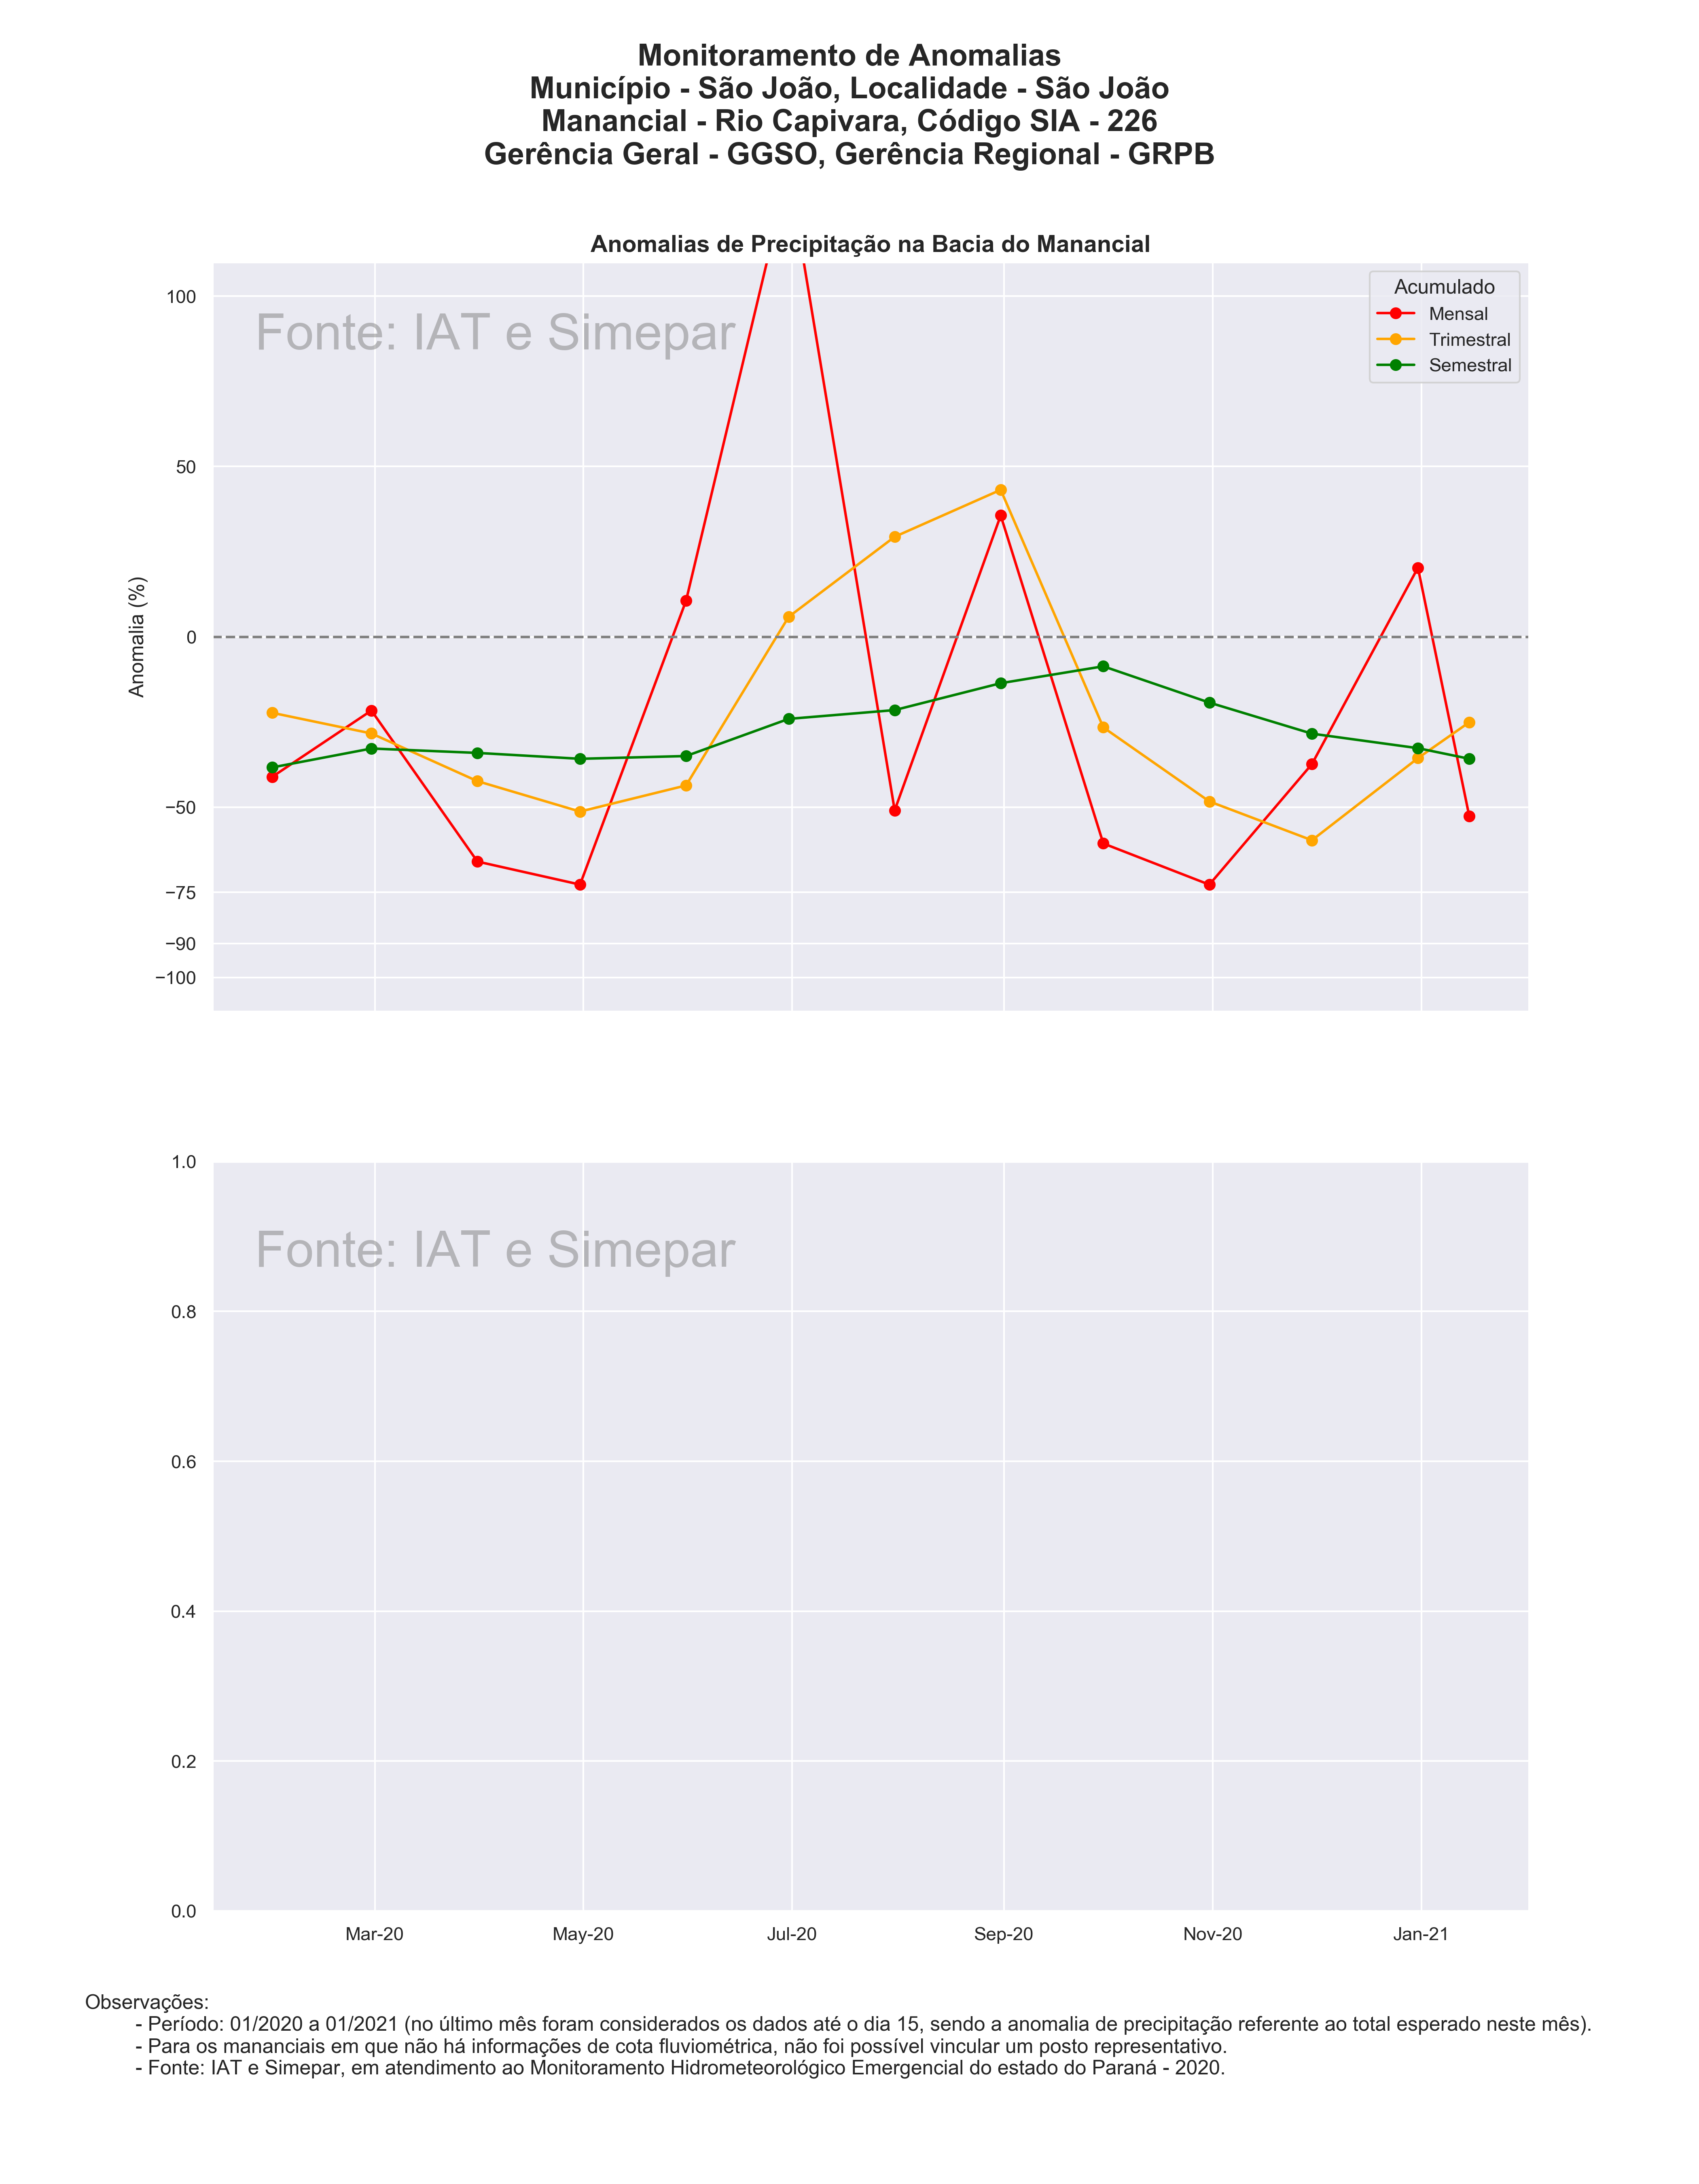 Monitoramento de Anomalias
Município - São João, Localidade - São João
Manancial - Rio Capivara, Código SIA - 226
Gerência Geral - GGSO, Gerência Regional - GRPB
Anomalias de Precipitação na Bacia do Manancial
Fonte: IAT e Simepar
Acumulado
Mensal
Trimestral
Semestral
Anomalia (%)
100
50
0
−50
−75
−90
−100
Fonte: IAT e Simepar
1.0
0.8
0.6
0.4
0.2
0.0
Mar-20 May-20 Jul-20 Sep-20 Nov-20 Jan-21
Observações:
- Período: 01/2020 a 01/2021 (no último mês foram considerados os dados até o dia 15, sendo a anomalia de precipitação referente ao total esperado neste mês).
- Para os mananciais em que não há informações de cota fluviométrica, não foi possível vincular um posto representativo.
- Fonte: IAT e Simepar, em atendimento ao Monitoramento Hidrometeorológico Emergencial do estado do Paraná - 2020.